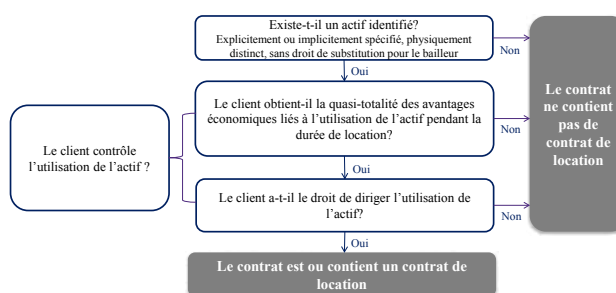 Existe-t-il un actif identifié?
Explicitement ou implicitement spécifié, physiquement
distinct, sans droit de substitution pour le bailleur
Non
Oui
Le client obtient-il la quasi-totalité des avantages
économiques liés à l'utilisation de l'actif pendant la
durée de location?
Non
Le client contrôle
l'utilisation de l'actif ?
Oui
Le client a-t-il le droit de diriger l'utilisation de
l'actif?
Non
Oui
Le contrat est ou contient un contrat de
location
Le contrat
ne contient
pas de
contrat de
location